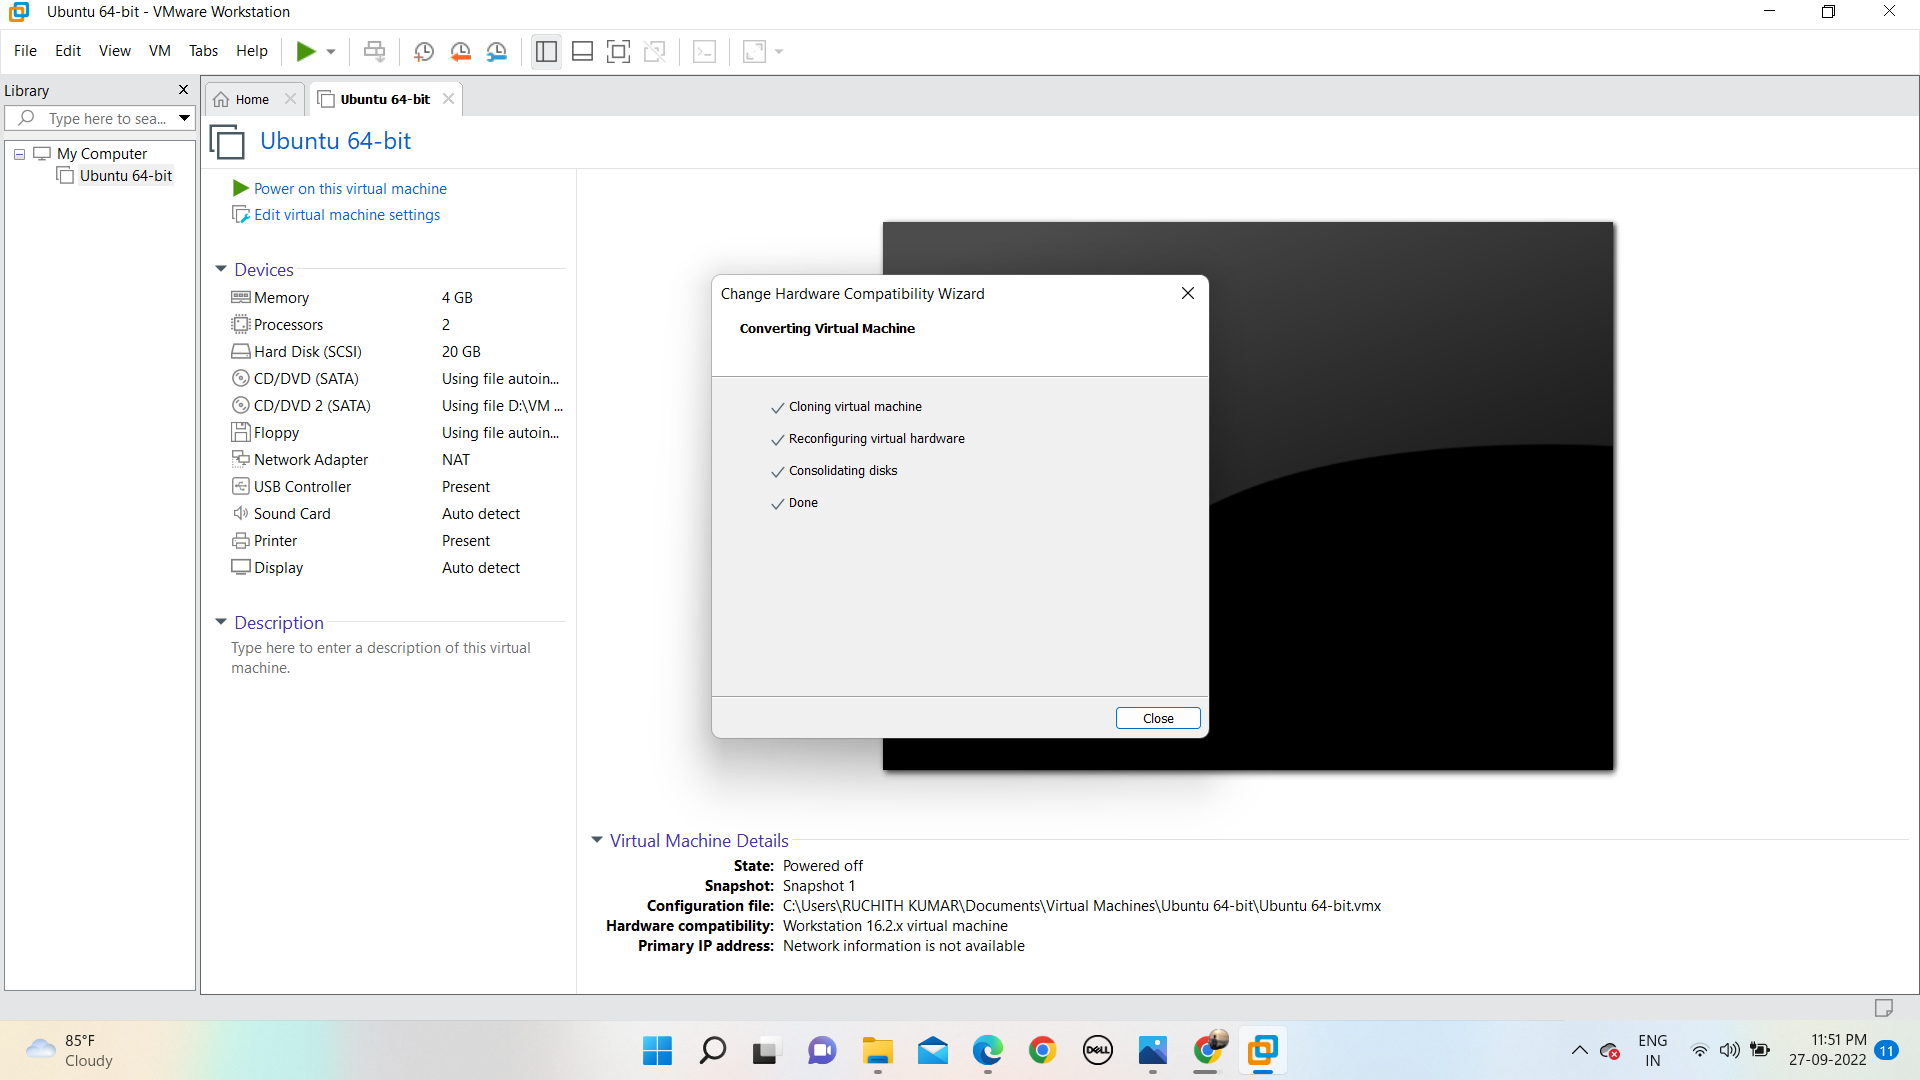 Ubuntu 64-bit - VMware Workstation
File Edit View VM Tabs Help
Library
Type here to sea...
My Computer
Ubuntu 64-bit
Home
Ubuntu 64-bit
Ubuntu 64-bit
Power on this virtual machine
Edit virtual machine settings
Devices
Memory 4 GB
Processors 2
Hard Disk (SCSI) 20 GB
CD/DVD (SATA) Using file autoin...
CD/DVD 2 (SATA) Using file D:\VM ...
Floppy Using file autoin...
Network Adapter NAT
USB Controller Present
Sound Card Auto detect
Printer Present
Display Auto detect
Description
Type here to enter a description of this virtual
machine.
Change Hardware Compatibility Wizard
Converting Virtual Machine
Cloning virtual machine
Reconfiguring virtual hardware
Consolidating disks
Done
Close
Virtual Machine Details
State: Powered off
Snapshot: Snapshot 1
Configuration file: C:\Users\RUCHITH KUMAR\Documents\Virtual Machines\Ubuntu 64-bit\Ubuntu 64-bit.vmx
Hardware compatibility: Workstation 16.2.x virtual machine
Primary IP address: Network information is not available
85°F
Cloudy
DELL
ENG
IN
11:51 PM
27-09-2022
11